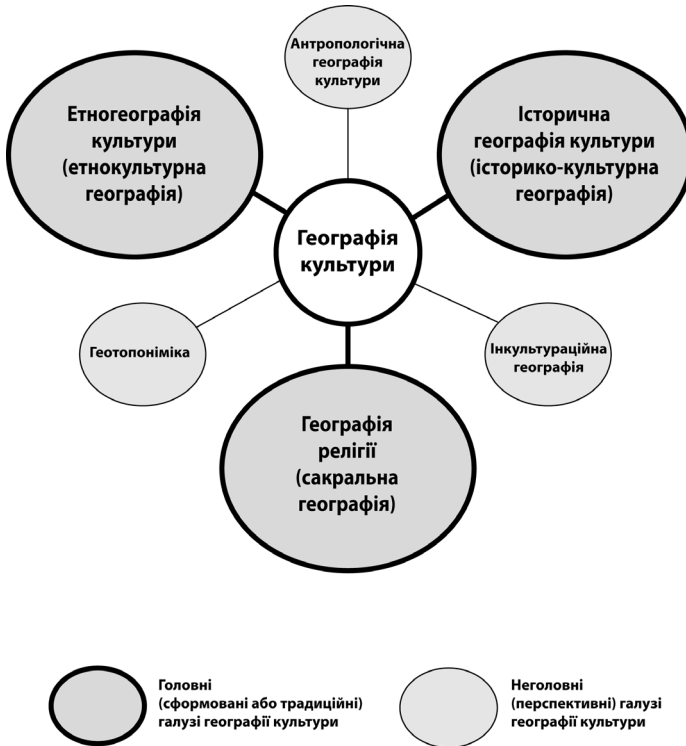 Антропологічна
географія
культури
Етногеографія
культури
(етнокультурна
географія)
Історична
географія культури
(історико-культурна
географія)
Географія
культури
Геотопоніміка
Інкультураційна
географія
Географія
релігії
(сакральна
географія)
Головні
(сформовані або традиційні)
галузі географії культури
Неголовні
(перспективні) галузі
географії культури